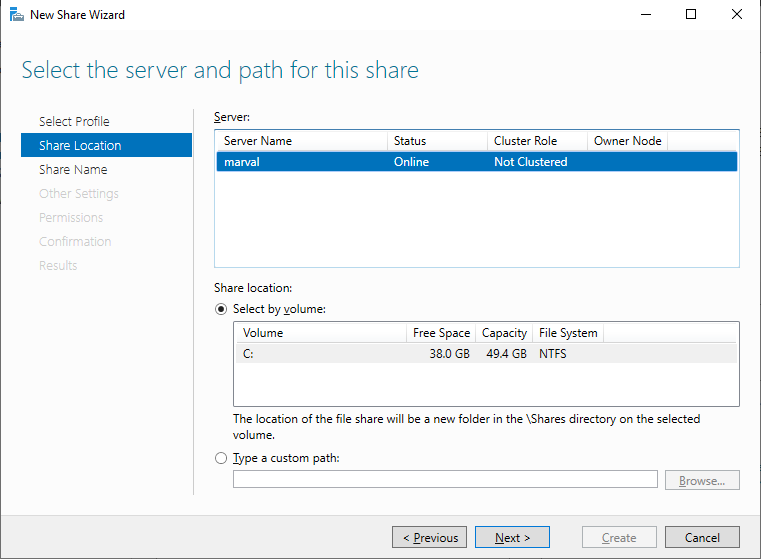 New Share Wizard
Select the server and path for this share
Select Profile
Share Location
Share Name
Other Settings
Permissions
Confirmation
Results
Server:
Server Name Status Cluster Role Owner Node
marval Online Not Clustered
Share location:
Select by volume:
Volume Free Space Capacity File System
C: 38.0 GB 49.4 GB NTFS
The location of the file share will be a new folder in the \Shares directory on the selected
volume.
Type a custom path:
Browse...
< Previous Next > Create Cancel